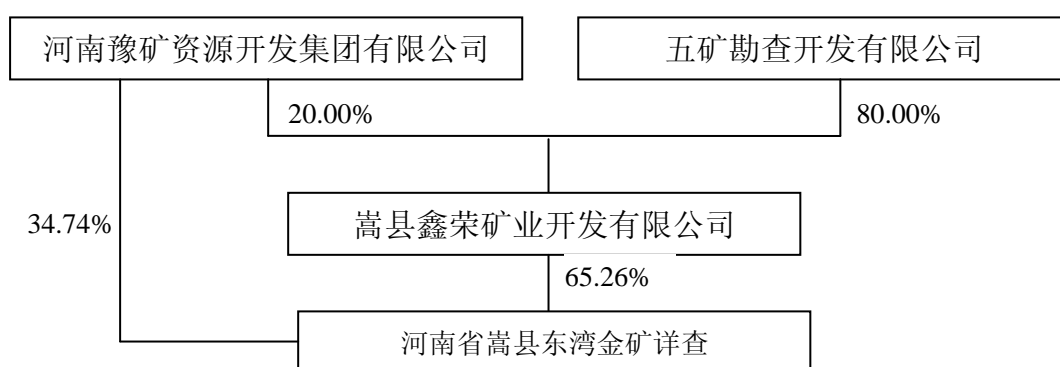 河南豫矿资源开发集团有限公司
五矿勘查开发有限公司
20.00%
80.00%
34.74%
嵩县鑫荣矿业开发有限公司
65.26%
河南省嵩县东湾金矿详查